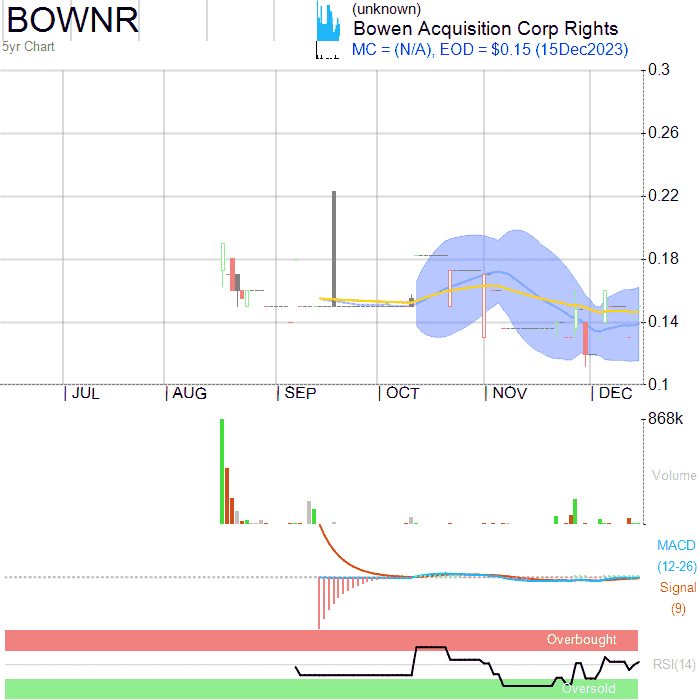 BOWNR
5yr Chart
(unknown)
Bowen Acquisition Corp Rights
MC = (N/A), EOD = $0.15 (15Dec2023)
0.3
0.26
0.22
0.18
0.14
0.1
JUL AUG SEP OCT NOV DEC
868k
Volume
MACD
(12-26)
Signal
(9)
Overbought
RSI(14)
Oversold